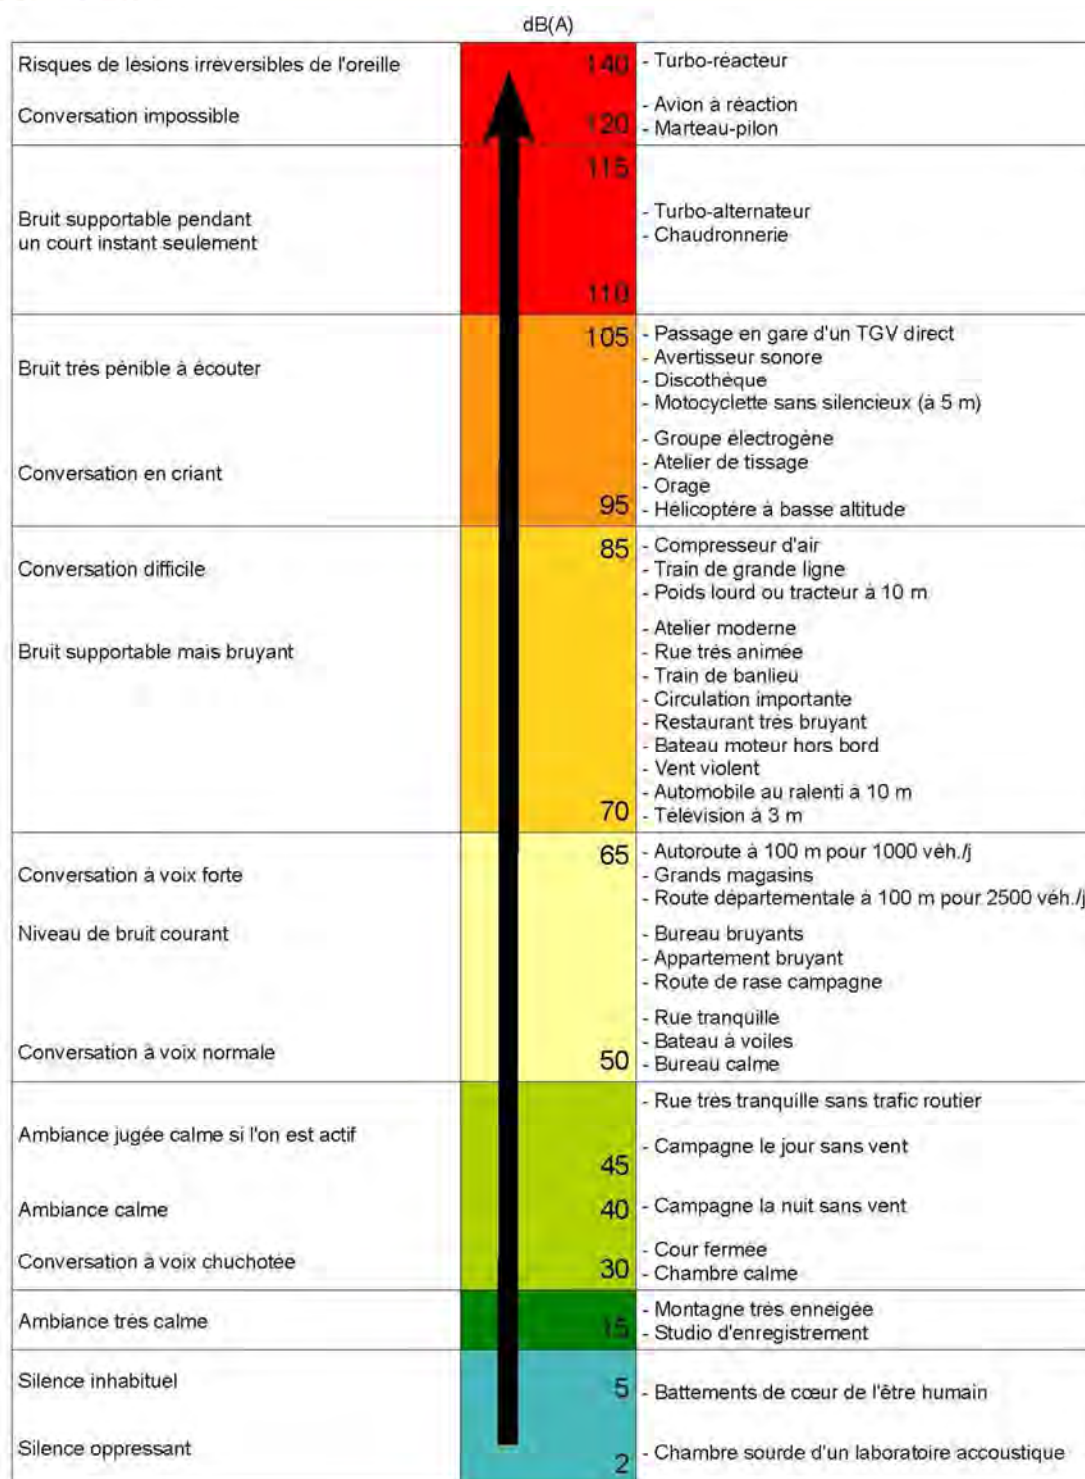 dB(A)
Risques de lésions irréversibles de l'oreille
140
- Turbo-réacteur
Conversation impossible
120
- Avion à réaction
- Marteau-pilon
115
Bruit supportable pendant
un court instant seulement
- Turbo-alternateur
- Chaudronnerie
110
105
- Passage en gare d'un TGV direct
- Avertisseur sonore
- Discothèque
- Motocyclette sans silencieux (à 5 m)
Bruit très pénible à écouter
Conversation en criant
- Groupe électrogène
- Atelier de tissage
- Orage
- Hélicoptère à basse altitude
95
85
- Compresseur d'air
- Train de grande ligne
- Poids lourd ou tracteur à 10 m
Conversation difficile
Bruit supportable mais bruyant
- Atelier moderne
- Rue très animée
- Train de banlieu
- Circulation importante
- Restaurant très bruyant
- Bateau moteur hors bord
- Vent violent
- Automobile au ralenti à 10 m
- Télévision à 3 m
70
65
- Autoroute à 100 m pour 1000 véh./j
- Grands magasins
- Route départementale à 100 m pour 2500 véh./j
Conversation à voix forte
Niveau de bruit courant
- Bureau bruyants
- Appartement bruyant
- Route de rase campagne
Conversation à voix normale
50
- Rue tranquille
- Bateau à voiles
- Bureau calme
- Rue très tranquille sans trafic routier
Ambiance jugée calme si l'on est actif
45
- Campagne le jour sans vent
Ambiance calme
40
- Campagne la nuit sans vent
Conversation à voix chuchotée
30
- Cour fermée
- Chambre calme
Ambiance très calme
15
- Montagne très enneigée
- Studio d'enregistrement
Silence inhabituel
5
- Battements de cœur de l'être humain
Silence oppressant
2
- Chambre sourde d'un laboratoire accoustique